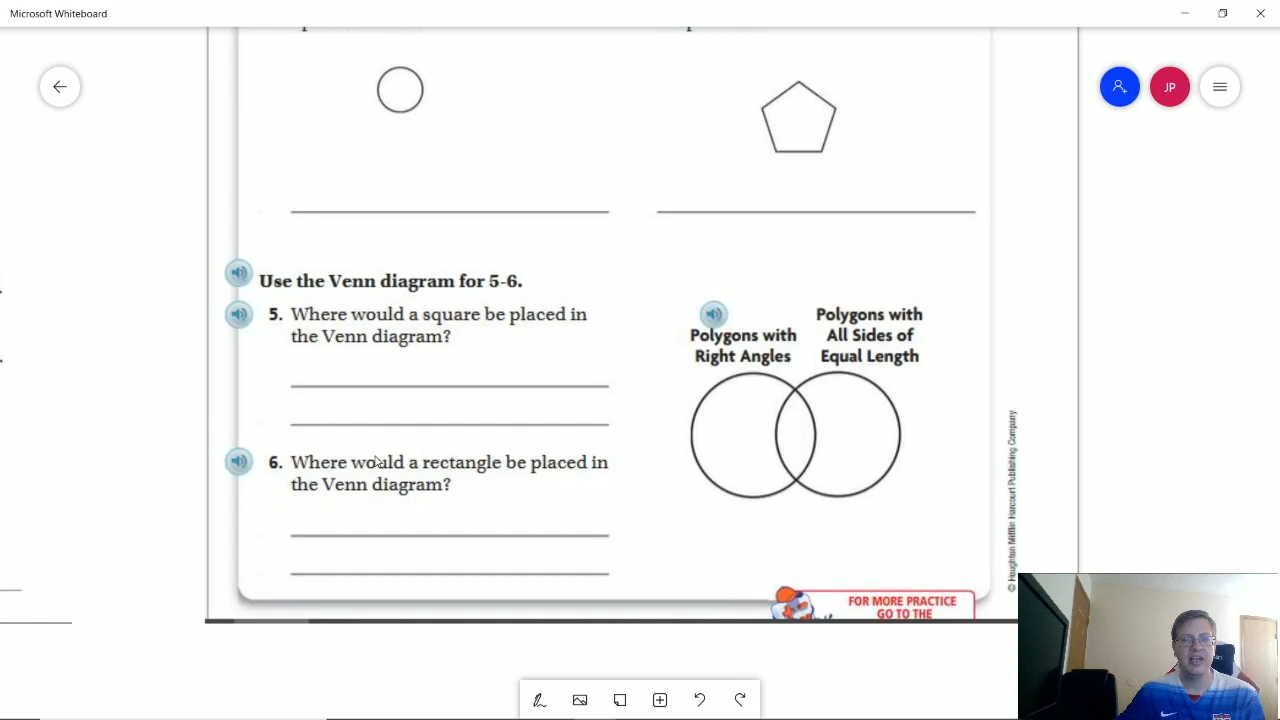 Microsoft Whiteboard
JP
Use the Venn diagram for 5-6.
5. Where would a square be placed in
the Venn diagram?
Polygons with
Right Angles
Polygons with
All Sides of
Equal Length
6. Where would a rectangle be placed in
the Venn diagram?
© Houghton Mifflin Harcourt Publishing Company
FOR MORE PRACTICE
GO TO THE